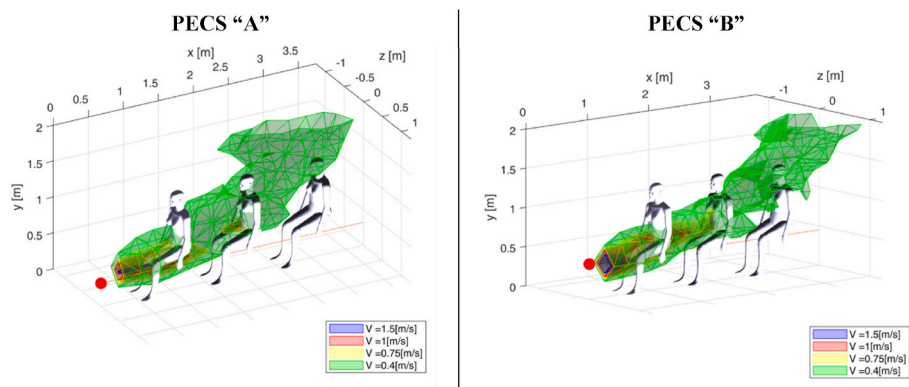 PECS “A”
PECS “B”
x [m]
z [m]
0 0.5 1 1.5 2 2.5 3 3.5
-1 -0.5 0 0.5 1
y [m]
2
1.5
1
0.5
0
V =1.5[m/s]
V =1[m/s]
V =0.75[m/s]
V =0.4[m/s]
x [m]
z [m]
0 1 2 3
-1 0 1
y [m]
2
1.5
1
0.5
0
V =1.5[m/s]
V =1[m/s]
V =0.75[m/s]
V =0.4[m/s]